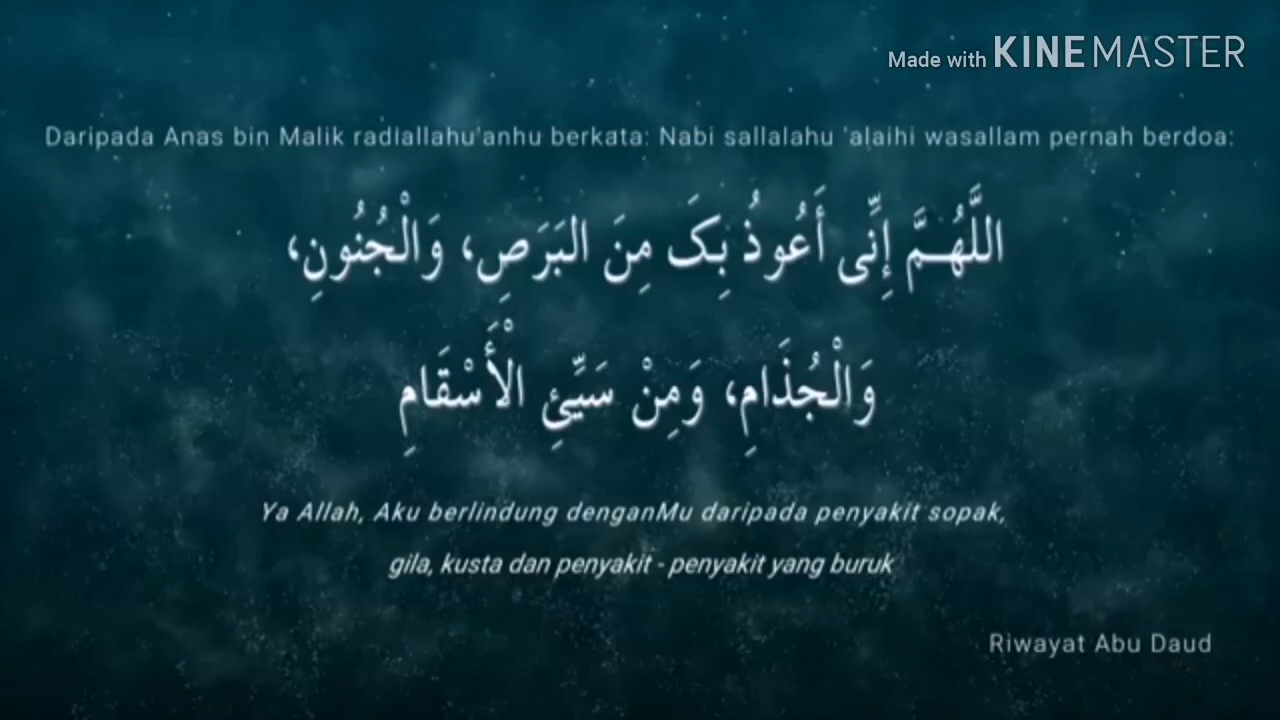 Made with KINEMASTER
Daripada Anas bin Malik radiallahu'anhu berkata: Nabi sallalahu 'alaihi wasallam pernah berdoa:
اللَّهُمَّ إِنِّى أَعُوذُ بِکَ مِنَ البَرَصِ، وَالْجُنُونِ،
وَالْجُذَامِ، وَمِنْ سَيِّئِ الْأَسْقَامِ
Ya Allah, Aku berlindung denganMu daripada penyakit sopak,
gila, kusta dan penyakit - penyakit yang buruk
Riwayat Abu Daud